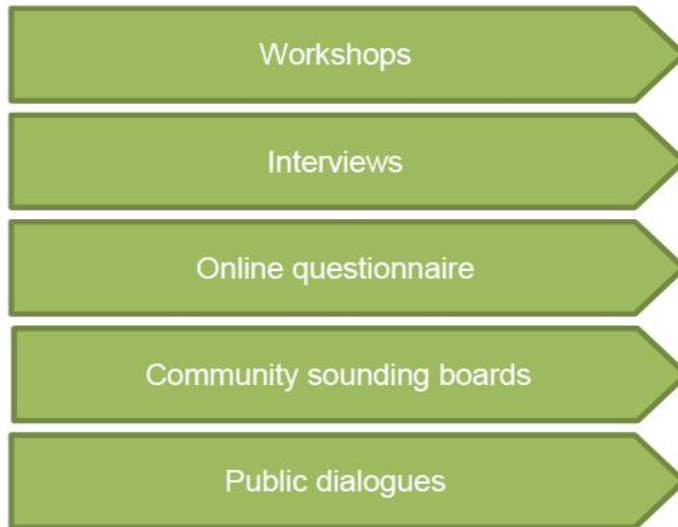 Workshops
Interviews
Online questionnaire
Community sounding boards
Public dialogues